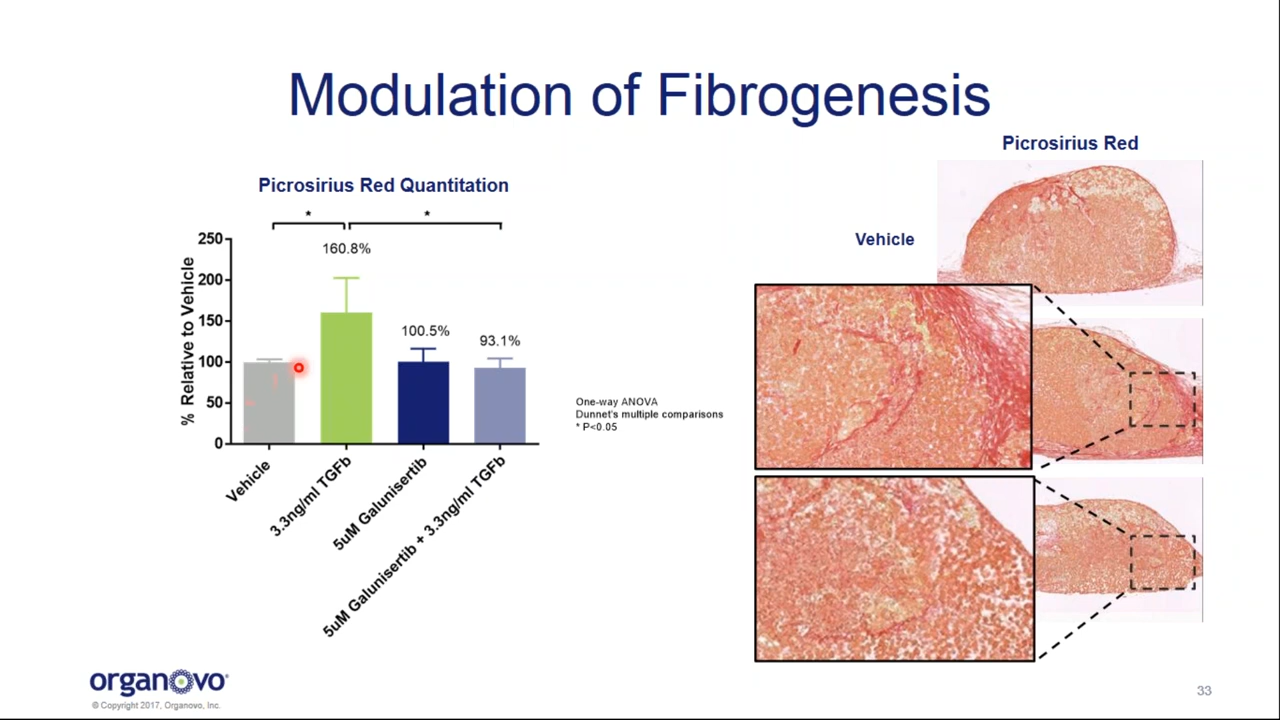 Modulation of Fibrogenesis
Picrosirius Red Quantitation
* *
160.8%
100.5%
93.1%
% Relative to Vehicle
250
200
150
100
50
0
Vehicle
3.3ng/ml TGFb
5uM Galunisertib
5uM Galunisertib + 3.3ng/ml TGFb
One-way ANOVA
Dunnet's multiple comparisons
* P<0.05
Picrosirius Red
Vehicle
organovo
© Copyright 2017, Organovo, Inc.
33